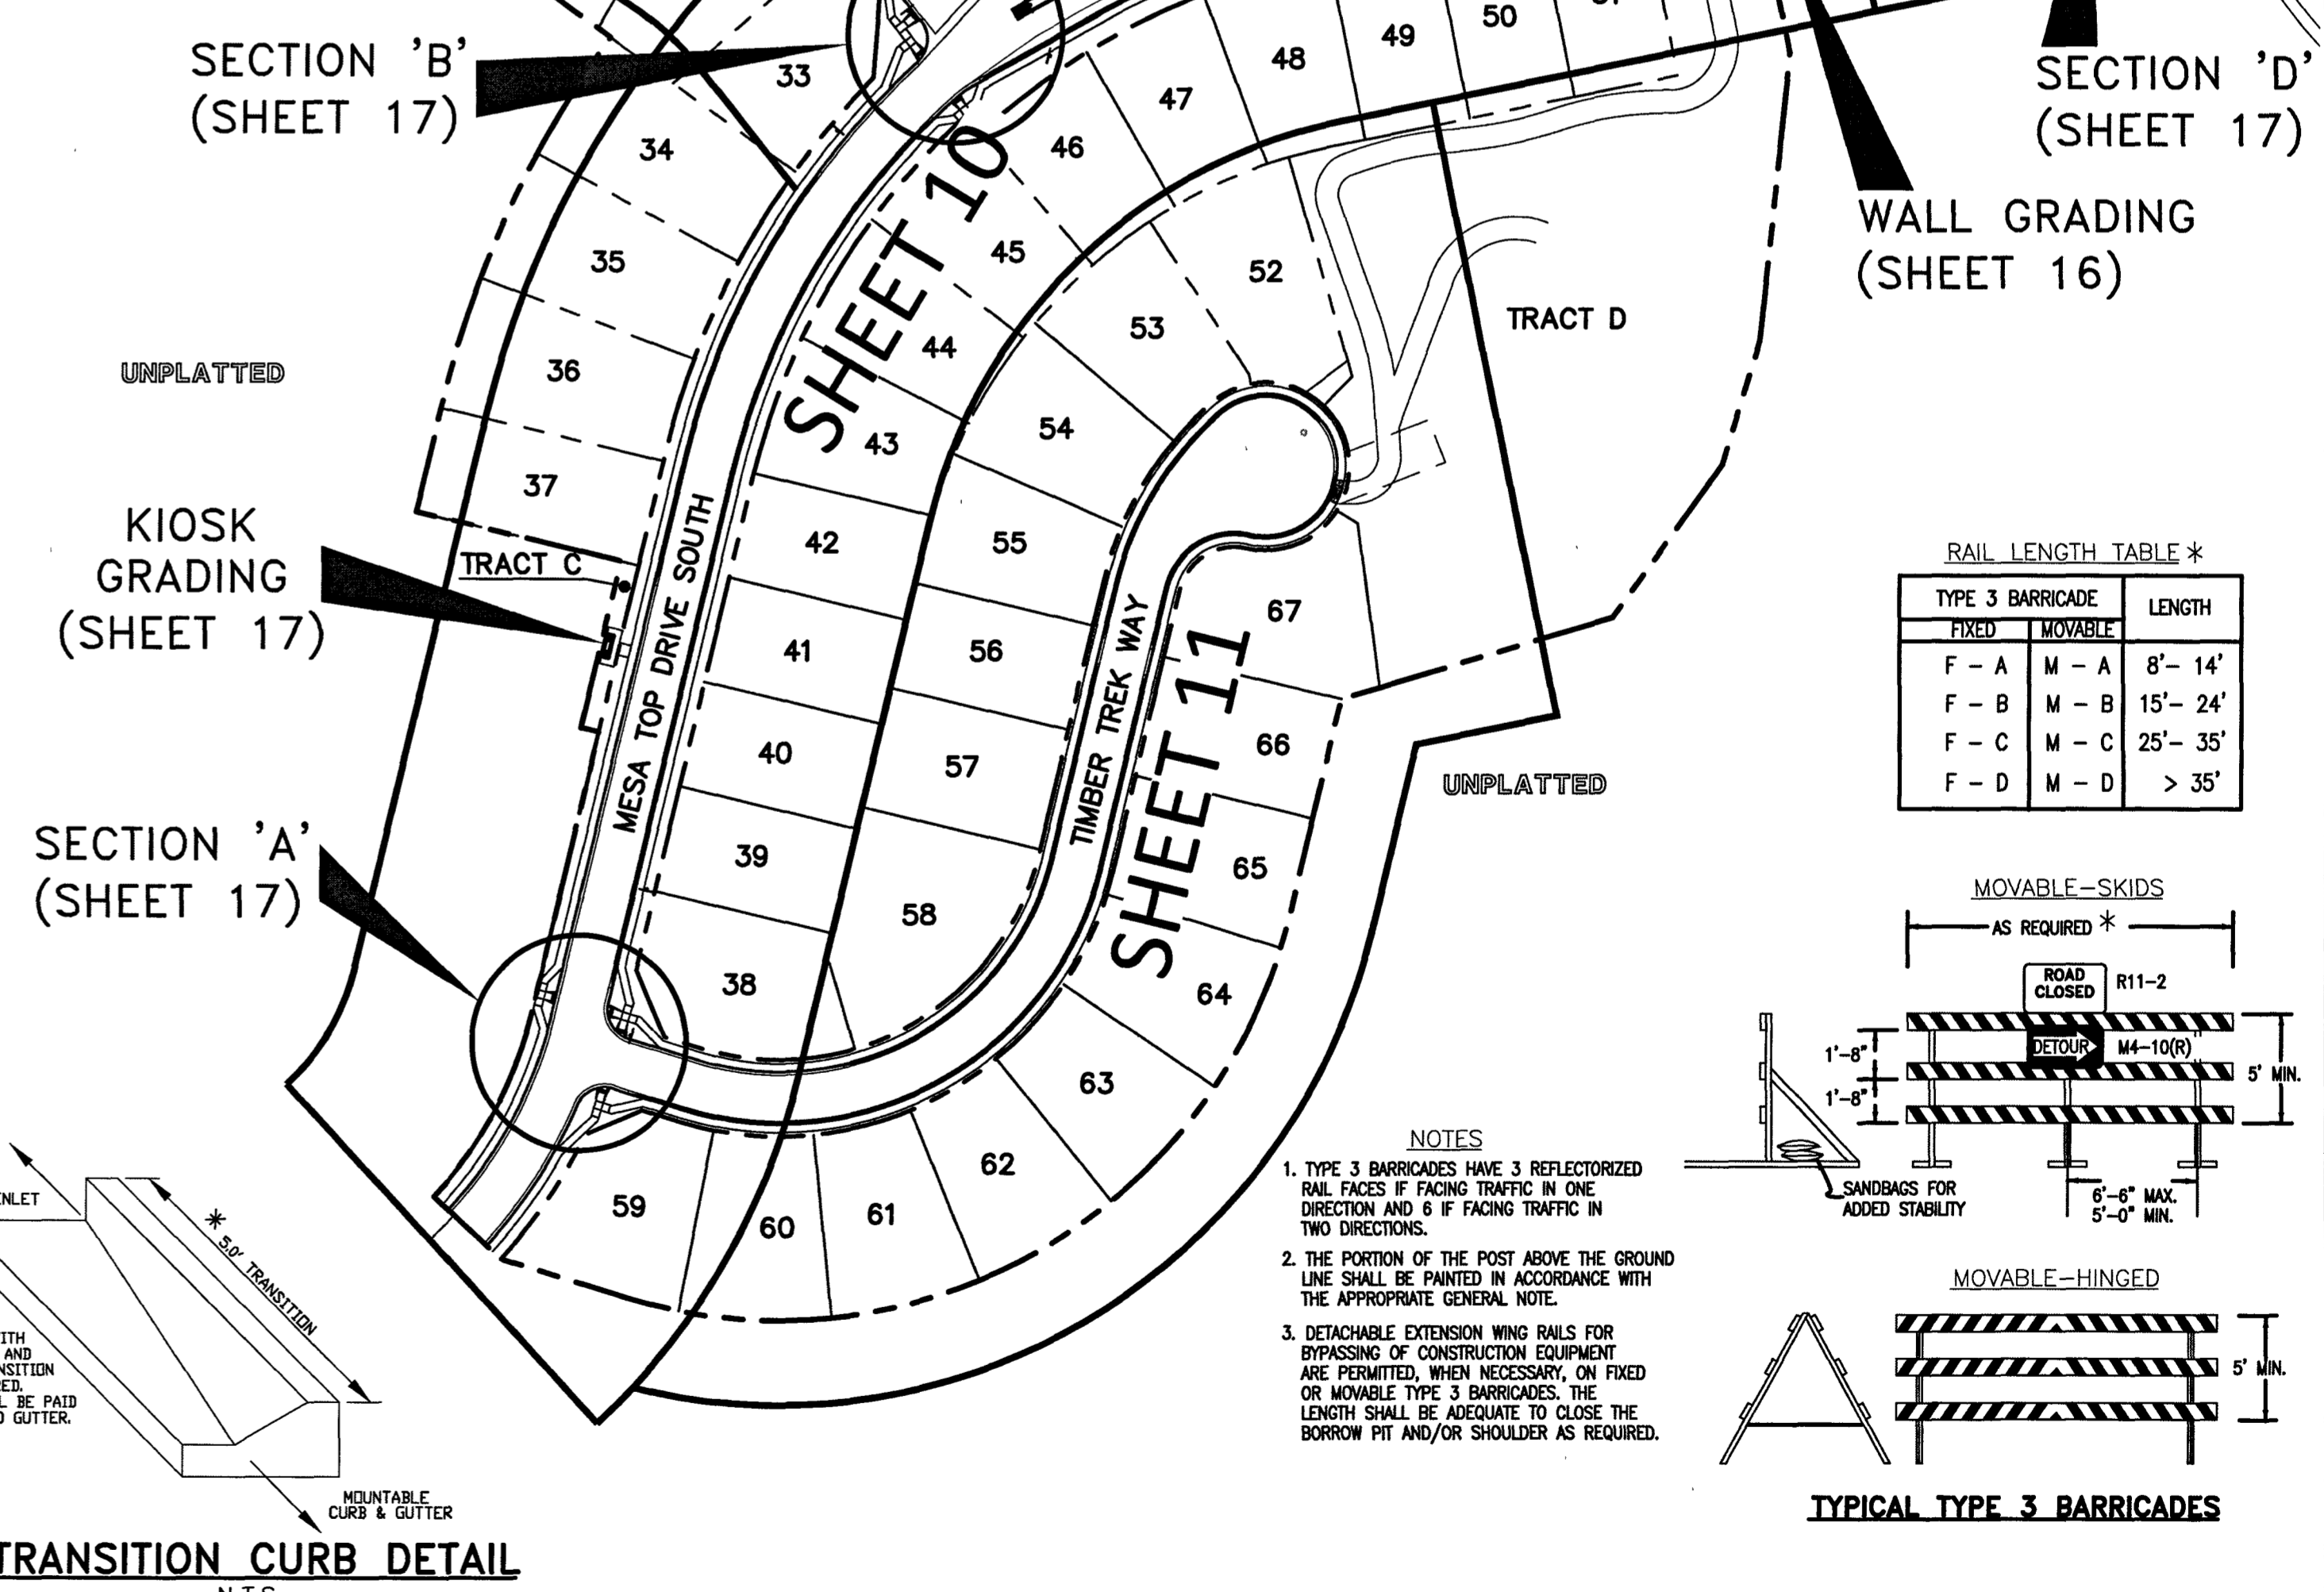 SECTION 'B'
(SHEET 17)
33
34
35
36
37
UNPLATTED
KIOSK
GRADING
(SHEET 17)
TRACT C
SECTION 'A'
(SHEET 17)
MESA TOP DRIVE SOUTH
SHEET 10
50
49
48
47
46
45
44
43
42
41
40
39
38
52
53
54
55
56
57
58
TIMBER TREK WAY
SHEET 11
67
66
65
64
63
62
61
60
59
TRACT D
UNPLATTED
SECTION 'D'
(SHEET 17)
WALL GRADING
(SHEET 16)
RAIL LENGTH TABLE *
TYPE 3 BARRICADE LENGTH
FIXED MOVABLE
F - A M - A 8'- 14'
F - B M - B 15'- 24'
F - C M - C 25'- 35'
F - D M - D > 35'
MOVABLE-SKIDS
AS REQUIRED *
ROAD
CLOSED
R11-2
DETOUR
M4-10(R)
1'-8"
1'-8"
5' MIN.
SANDBAGS FOR
ADDED STABILITY
6'-6" MAX.
5'-0" MIN.
MOVABLE-HINGED
5' MIN.
TYPICAL TYPE 3 BARRICADES
NOTES
1. TYPE 3 BARRICADES HAVE 3 REFLECTORIZED
RAIL FACES IF FACING TRAFFIC IN ONE
DIRECTION AND 6 IF FACING TRAFFIC IN
TWO DIRECTIONS.
2. THE PORTION OF THE POST ABOVE THE GROUND
LINE SHALL BE PAINTED IN ACCORDANCE WITH
THE APPROPRIATE GENERAL NOTE.
3. DETACHABLE EXTENSION WING RAILS FOR
BYPASSING OF CONSTRUCTION EQUIPMENT
ARE PERMITTED, WHEN NECESSARY, ON FIXED
OR MOVABLE TYPE 3 BARRICADES. THE
LENGTH SHALL BE ADEQUATE TO CLOSE THE
BORROW PIT AND/OR SHOULDER AS REQUIRED.
* 5.0' TRANSITION
AND
BE PAID
GUTTER.
MOUNTABLE
CURB & GUTTER
TRANSITION CURB DETAIL